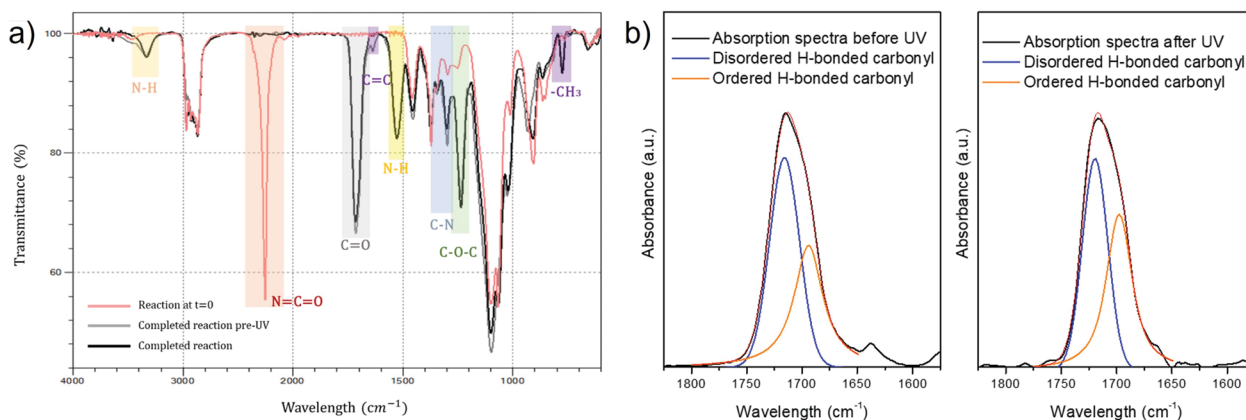 a)
100
80
60
Transmittance (%)
N-H
C=C
-CH₃
N-H
C-N
C=O
C-O-C
N=C=O
Reaction at t=0
Completed reaction pre-UV
Completed reaction
4000 3000 2000 1500 1000
Wavelength (cm⁻¹)
b)
Absorption spectra before UV
Disordered H-bonded carbonyl
Ordered H-bonded carbonyl
Absorbance (a.u.)
1825 1750 1700 1650 1600
Wavelength (cm⁻¹)
Absorption spectra after UV
Disordered H-bonded carbonyl
Ordered H-bonded carbonyl
Absorbance (a.u.)
1825 1750 1700 1650 1600
Wavelength (cm⁻¹)